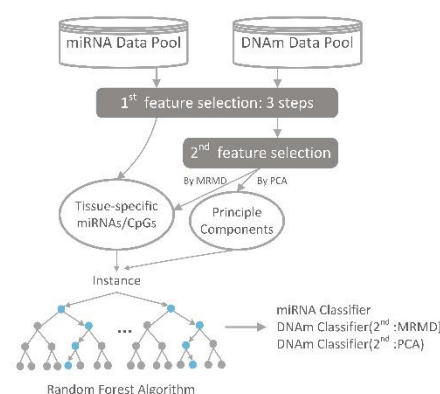 miRNA Data Pool
DNAm Data Pool
1st feature selection: 3 steps
2nd feature selection
By MRMD
By PCA
Tissue-specific
miRNAs/CpGs
Principle
Components
Instance
...
miRNA Classifier
DNAm Classifier(2nd :MRMD)
DNAm Classifier(2nd :PCA)
Random Forest Algorithm